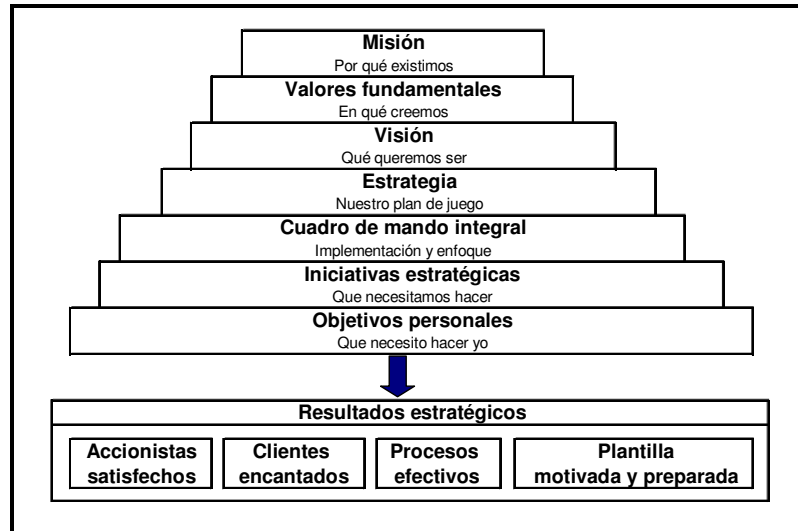 Misión
Por qué existimos
Valores fundamentales
En qué creemos
Visión
Qué queremos ser
Estrategia
Nuestro plan de juego
Cuadro de mando integral
Implementación y enfoque
Iniciativas estratégicas
Que necesitamos hacer
Objetivos personales
Que necesito hacer yo
Resultados estratégicos
Accionistas
satisfechos
Clientes
encantados
Procesos
efectivos
Plantilla
motivada y preparada